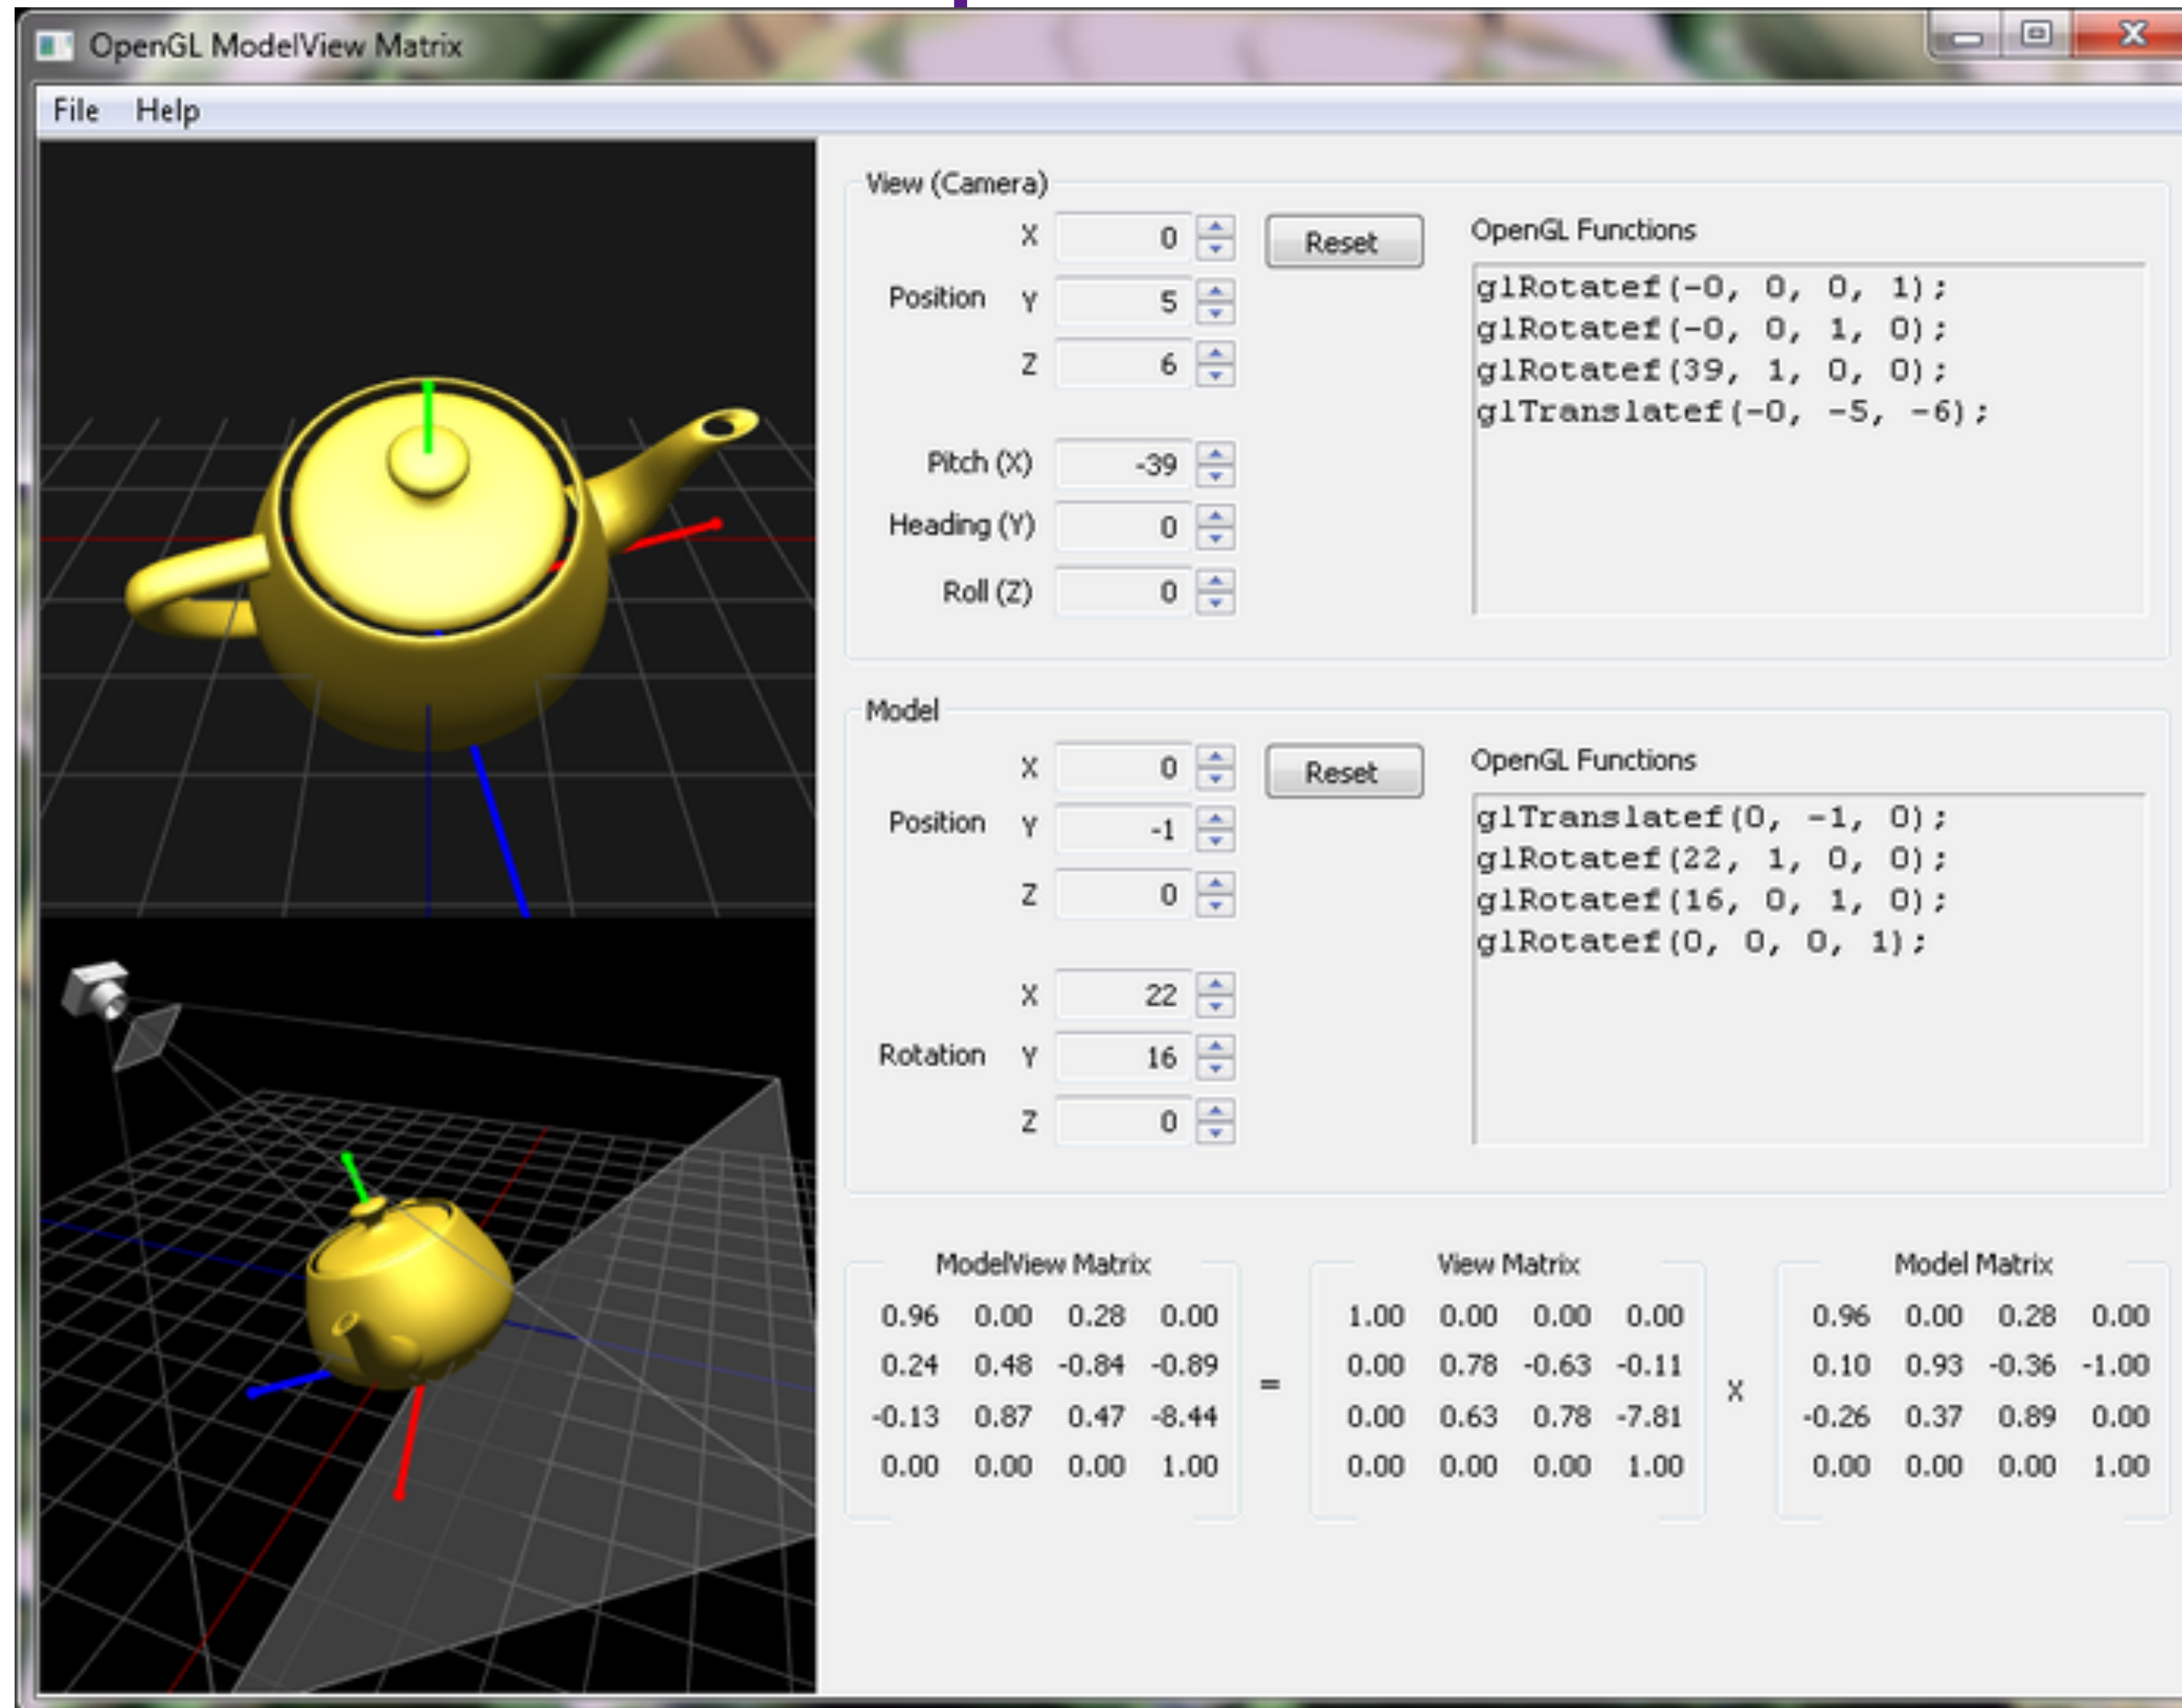 OpenGL ModelView Matrix
File Help
View (Camera)
X 0 Reset
Position Y 5
Z 6
Pitch (X) -39
Heading (Y) 0
Roll (Z) 0
OpenGL Functions
glRotatef(-0, 0, 0, 1);
glRotatef(-0, 0, 1, 0);
glRotatef(39, 1, 0, 0);
glTranslatef(-0, -5, -6);
Model
X 0 Reset
Position Y -1
Z 0
X 22
Rotation Y 16
Z 0
OpenGL Functions
glTranslatef(0, -1, 0);
glRotatef(22, 1, 0, 0);
glRotatef(16, 0, 1, 0);
glRotatef(0, 0, 0, 1);
ModelView Matrix View Matrix Model Matrix
0.96 0.00 0.28 0.00 1.00 0.00 0.00 0.00 0.96 0.00 0.28 0.00
0.24 0.48 -0.84 -0.89 0.00 0.78 -0.63 -0.11 0.10 0.93 -0.36 -1.00
= X
-0.13 0.87 0.47 -8.44 0.00 0.63 0.78 -7.81 -0.26 0.37 0.89 0.00
0.00 0.00 0.00 1.00 0.00 0.00 0.00 1.00 0.00 0.00 0.00 1.00